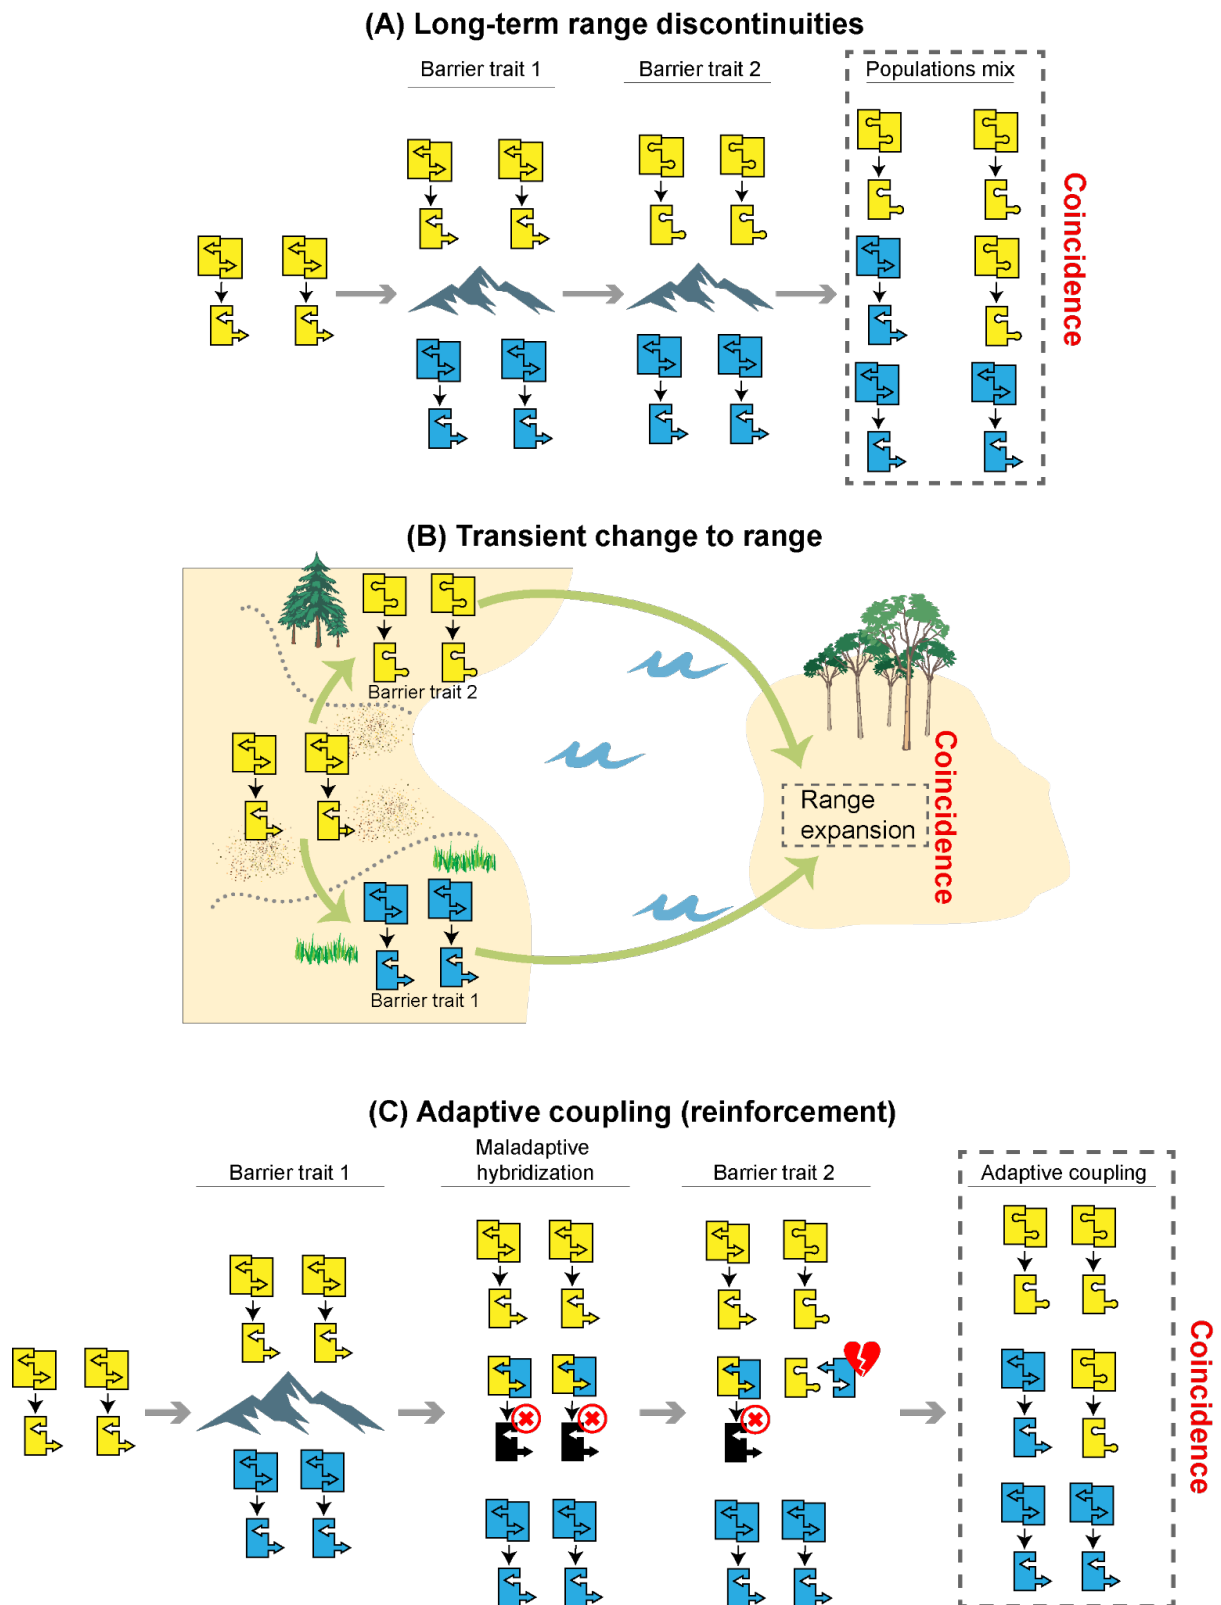 (A) Long-term range discontinuities
Barrier trait 1
Barrier trait 2
Populations mix
Coincidence
(B) Transient change to range
Barrier trait 2
Range
expansion
Coincidence
Barrier trait 1
(C) Adaptive coupling (reinforcement)
Barrier trait 1
Maladaptive
hybridization
Barrier trait 2
Adaptive coupling
Coincidence